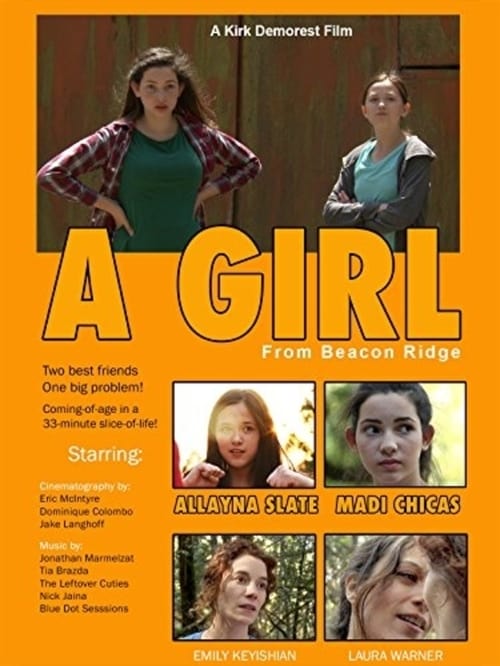 A Kirk Demorest Film
A GIRL
From Beacon Ridge
Two best friends
One big problem!
Coming-of-age in a
33-minute slice-of-life!
Starring:
ALLAYNA SLATE
MADI CHICAS
Cinematography by:
Eric McIntyre
Dominique Colombo
Jake Langhoff
Music by:
Jonathan Marmelzat
Tia Brazda
The Leftover Cuties
Nick Jaina
Blue Dot Sesssions
EMILY KEYISHIAN
LAURA WARNER